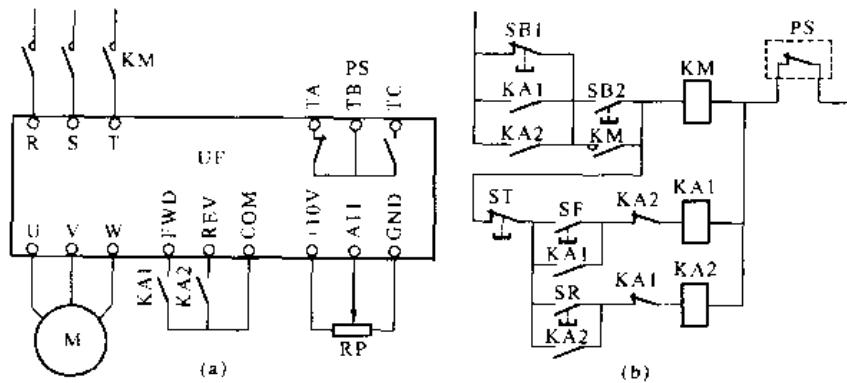 KM
PS
TA
TB
TC
R
S
T
UF
U
V
W
FWD
REV
COM
+10V
AI1
GND
KA1
KA2
M
RP
(a)
SB1
PS
KM
KA1
SB2
KA2
KM
ST
SF
KA2
KA1
KA1
SR
KA1
KA2
KA2
(b)